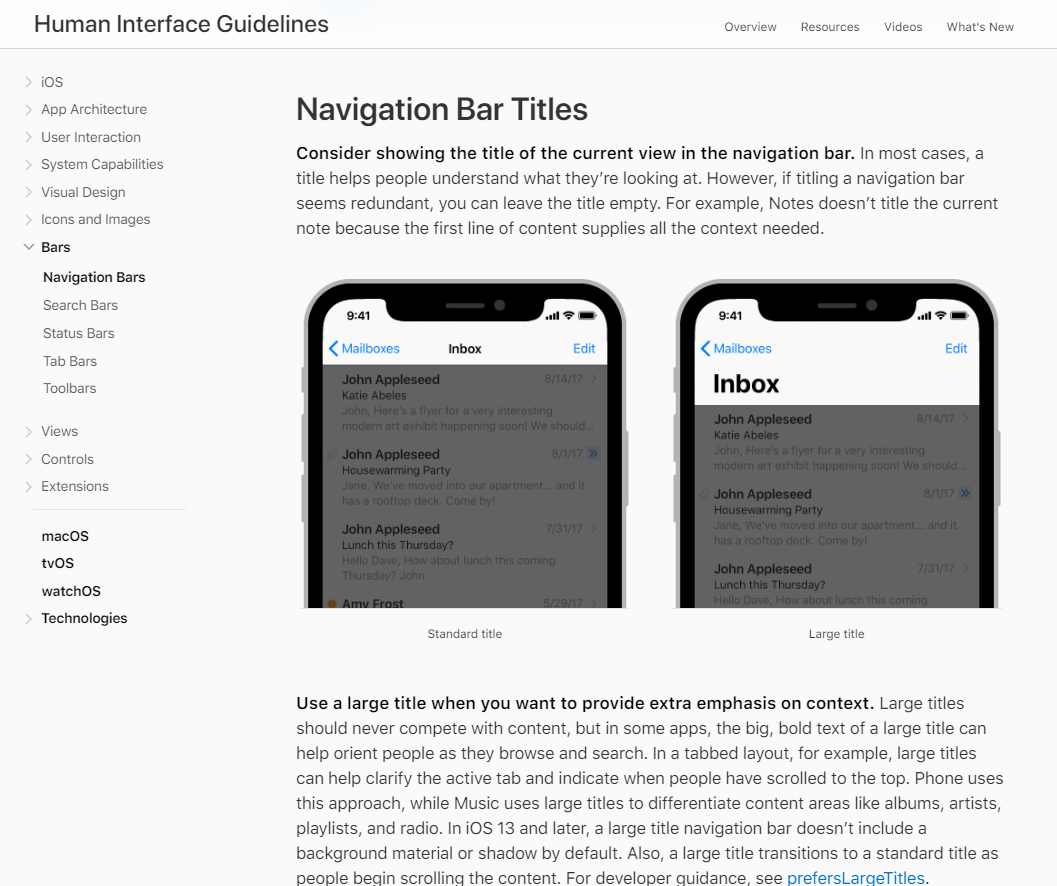 Human Interface Guidelines
Overview
Resources
Videos
What's New
iOS
App Architecture
User Interaction
System Capabilities
Visual Design
Icons and Images
Bars
Navigation Bars
Search Bars
Status Bars
Tab Bars
Toolbars
Views
Controls
Extensions
macOS
tvOS
watchOS
Technologies
Navigation Bar Titles
Consider showing the title of the current view in the navigation bar. In most cases, a
title helps people understand what they’re looking at. However, if titling a navigation bar
seems redundant, you can leave the title empty. For example, Notes doesn’t title the current
note because the first line of content supplies all the context needed.
9:41
Mailboxes Inbox Edit
John Appleseed 8/14/17
Katie Abeles
John, Here's a flyer for a very interesting
modern art exhibit happening soon! We should...
John Appleseed 8/1/17
Housewarming Party
Jane, We've moved into our apartment... and it
has a rooftop deck. Come by!
John Appleseed 7/31/17
Lunch this Thursday?
Hello Dave, How about lunch this coming
Thursday? John
Amy Frost 5/29/17
Standard title
9:41
Mailboxes Edit
Inbox
John Appleseed 8/14/17
Katie Abeles
John, Here's a flyer for a very interesting
modern art exhibit happening soon! We should...
John Appleseed 8/1/17
Housewarming Party
Jane, We've moved into our apartment... and it
has a rooftop deck. Come by!
John Appleseed 7/31/17
Lunch this Thursday?
Hello Dave, How about lunch this coming
Large title
Use a large title when you want to provide extra emphasis on context. Large titles
should never compete with content, but in some apps, the big, bold text of a large title can
help orient people as they browse and search. In a tabbed layout, for example, large titles
can help clarify the active tab and indicate when people have scrolled to the top. Phone uses
this approach, while Music uses large titles to differentiate content areas like albums, artists,
playlists, and radio. In iOS 13 and later, a large title navigation bar doesn’t include a
background material or shadow by default. Also, a large title transitions to a standard title as
people begin scrolling the content. For developer guidance, see prefersLargeTitles.